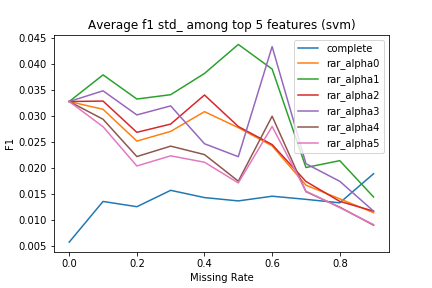 Average f1 std_ among top 5 features (svm)
0.045
0.040
0.035
0.030
0.025
0.020
0.015
0.010
0.005
F1
complete
rar_alpha0
rar_alpha1
rar_alpha2
rar_alpha3
rar_alpha4
rar_alpha5
0.0 0.2 0.4 0.6 0.8
Missing Rate